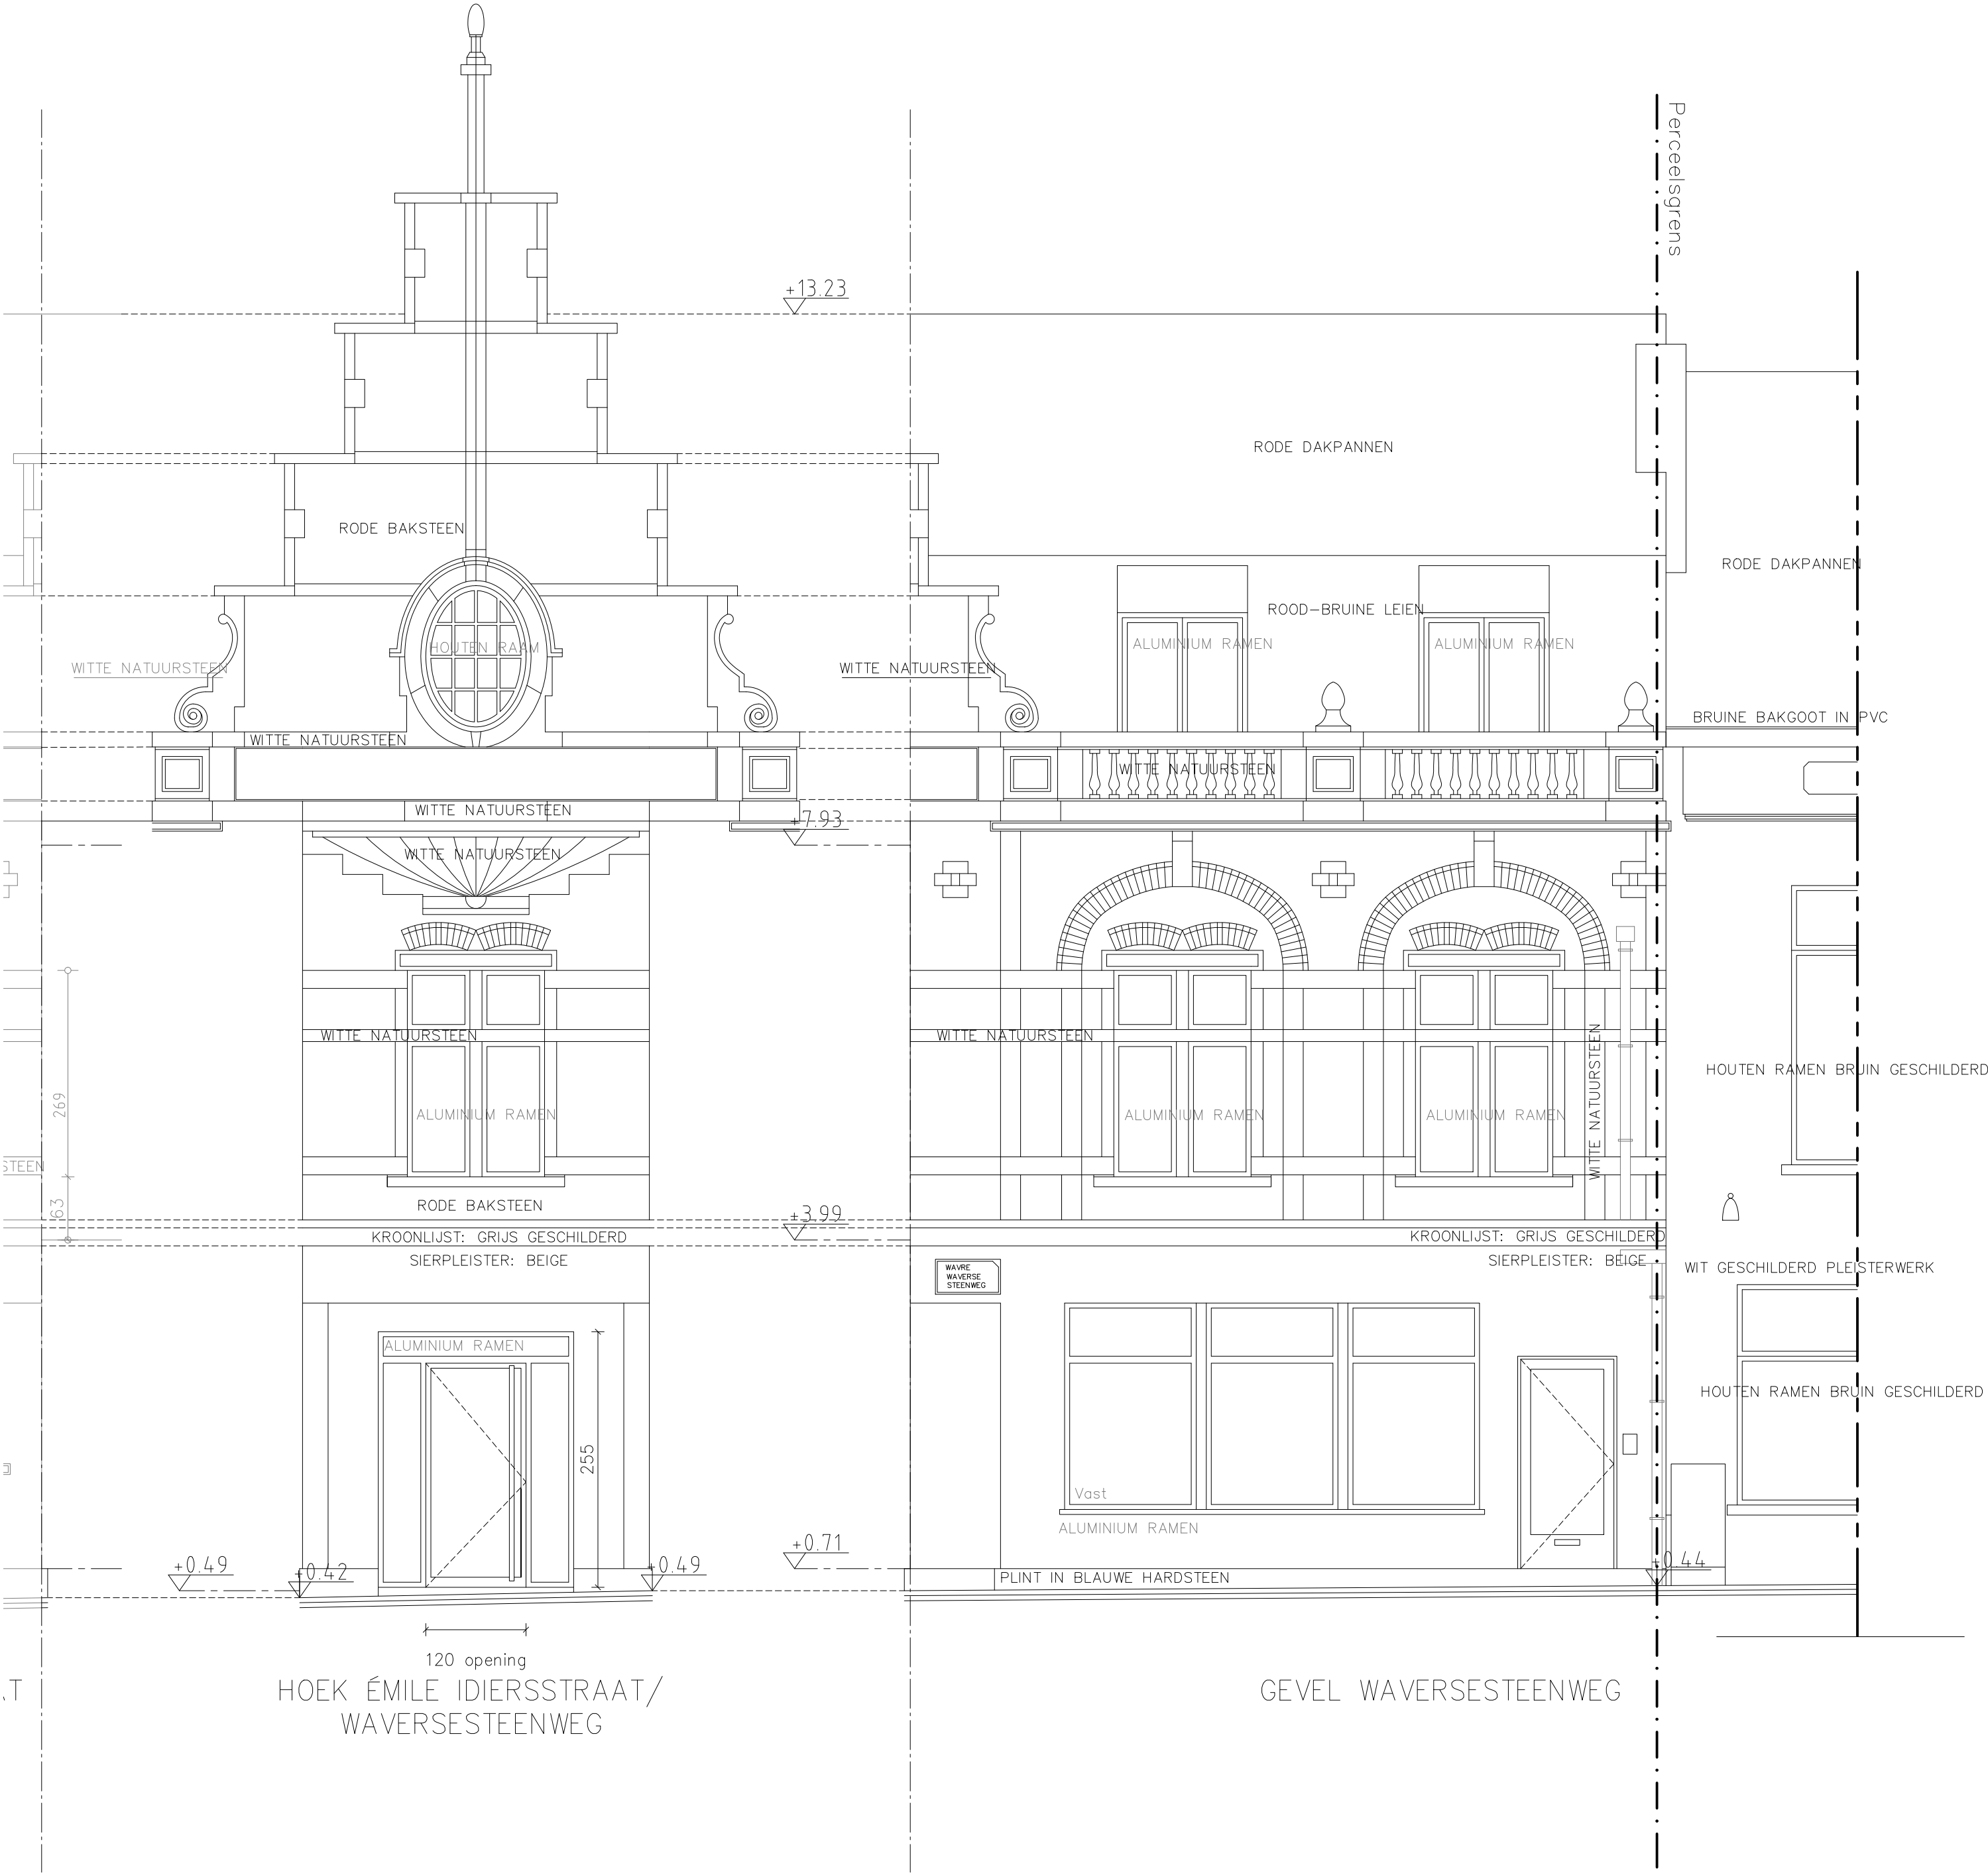 Perceelsgrens
+13.23
RODE DAKPANNEN
RODE BAKSTEEN
RODE DAKPANNEN
ROOD-BRUINE LEIEN
HOUTEN RAAM
ALUMINIUM RAMEN
ALUMINIUM RAMEN
WITTE NATUURSTEEN
WITTE NATUURSTEEN
BRUINE BAKGOOT IN PVC
WITTE NATUURSTEEN
WITTE NATUURSTEEN
WITTE NATUURSTEEN
+7.93
WITTE NATUURSTEEN
WITTE NATUURSTEEN
WITTE NATUURSTEEN
WITTE NATUURSTEEN
HOUTEN RAMEN BRUIN GESCHILDERD
269
ALUMINIUM RAMEN
ALUMINIUM RAMEN
ALUMINIUM RAMEN
STEEN
63
RODE BAKSTEEN
+3.99
KROONLIJST: GRIJS GESCHILDERD
KROONLIJST: GRIJS GESCHILDERD
SIERPLEISTER: BEIGE
SIERPLEISTER: BEIGE
WIT GESCHILDERD PLEISTERWERK
WAVRE
WAVERSE
STEENWEG
ALUMINIUM RAMEN
HOUTEN RAMEN BRUIN GESCHILDERD
255
Vast
ALUMINIUM RAMEN
+0.49
+0.42
+0.49
+0.71
+0.44
PLINT IN BLAUWE HARDSTEEN
120 opening
AT
HOEK ÉMILE IDIERSSTRAAT/
WAVERSESTEENWEG
GEVEL WAVERSESTEENWEG